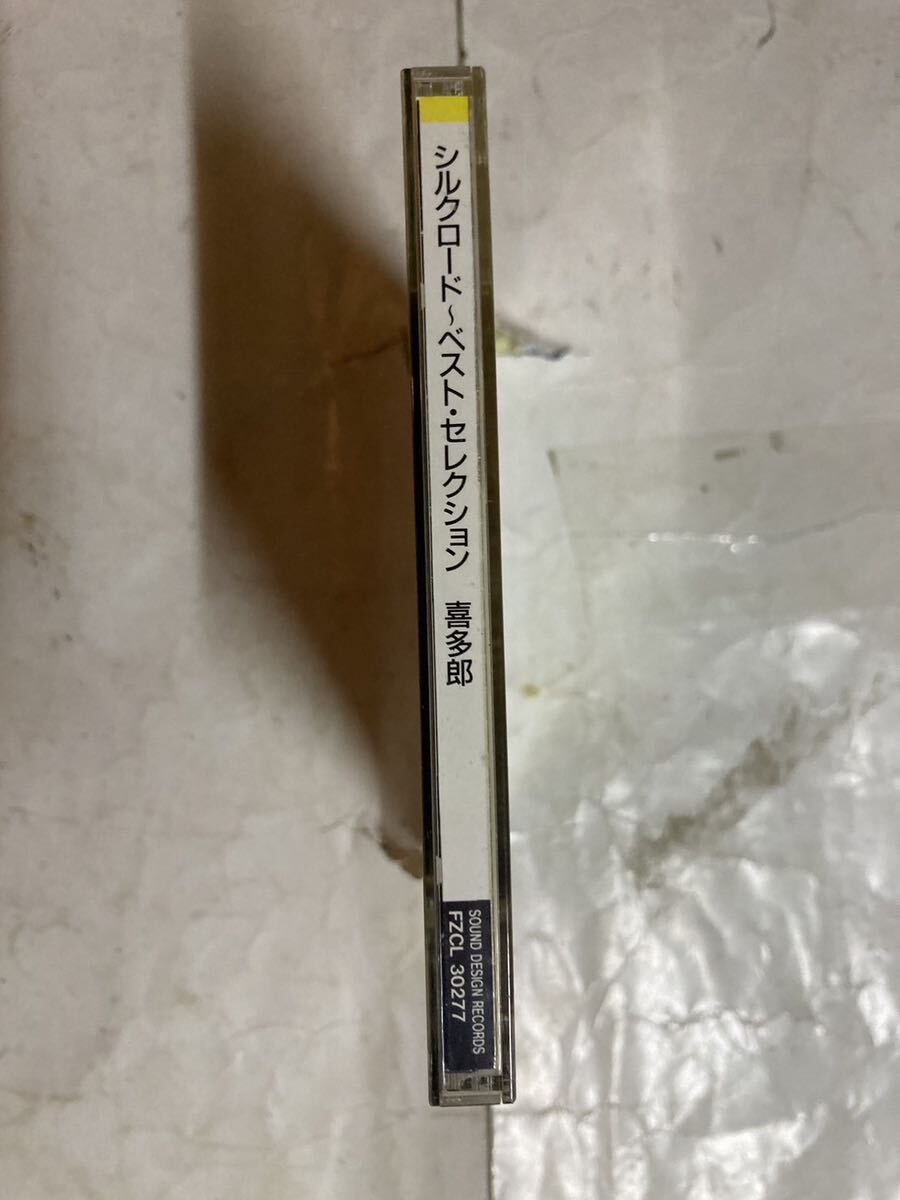 シルクロード～ベスト・セレクション 喜多郎
SOUND DESIGN RECORDS
FZCL 30277